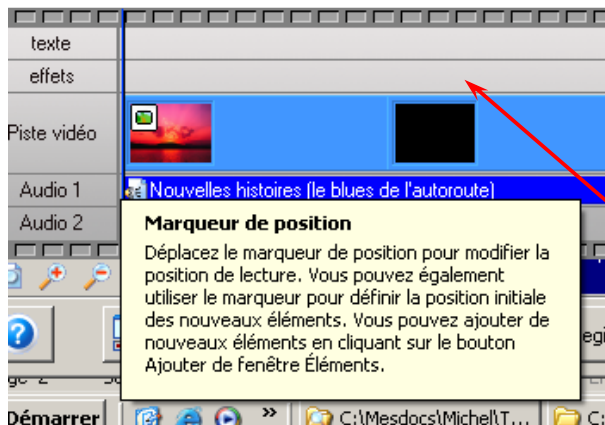 texte
effets
Piste vidéo
Audio 1
Nouvelles histoires (le blues de l'autoroute)
Audio 2
Marqueur de position
Déplacez le marqueur de position pour modifier la
position de lecture. Vous pouvez également
utiliser le marqueur pour définir la position initiale
des nouveaux éléments. Vous pouvez ajouter de
nouveaux éléments en cliquant sur le bouton
Ajouter de fenêtre Éléments.
egi
Démarrer
»
C:\Mesdocs\Michel\T...
C: